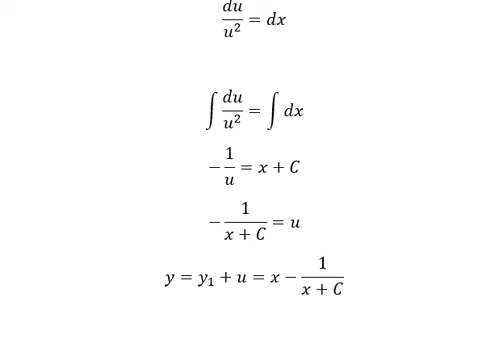 du/u² = dx
∫ du/u² = ∫ dx
−1/u = x + C
−1/(x + C) = u
y = y₁ + u = x − 1/(x + C)